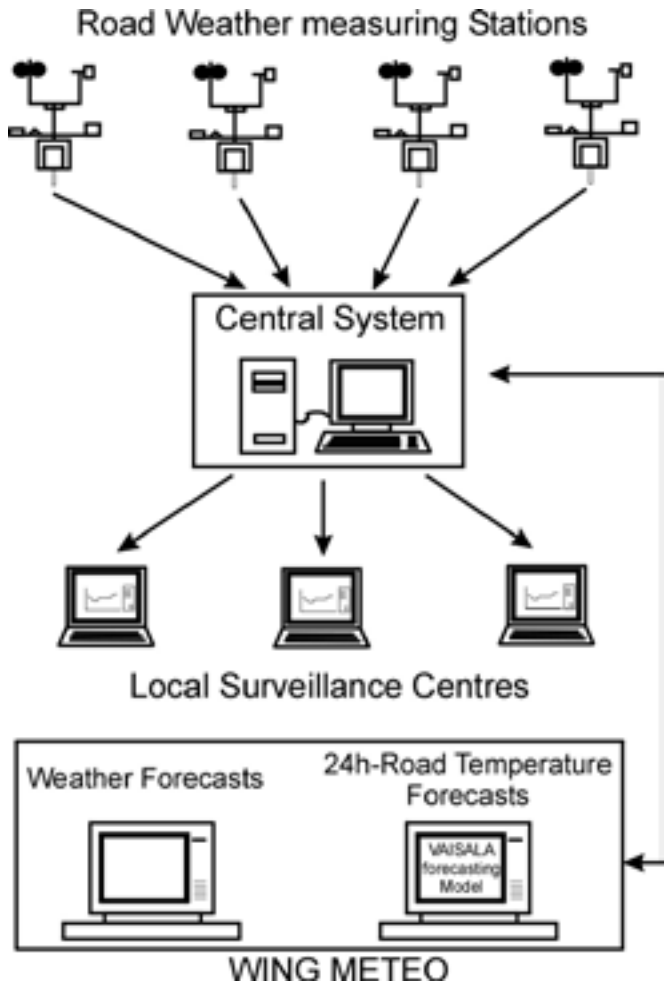 Road Weather measuring Stations
Central System
Local Surveillance Centres
Weather Forecasts
24h-Road Temperature
Forecasts
VAISALA
forecasting
Model
WING METEO